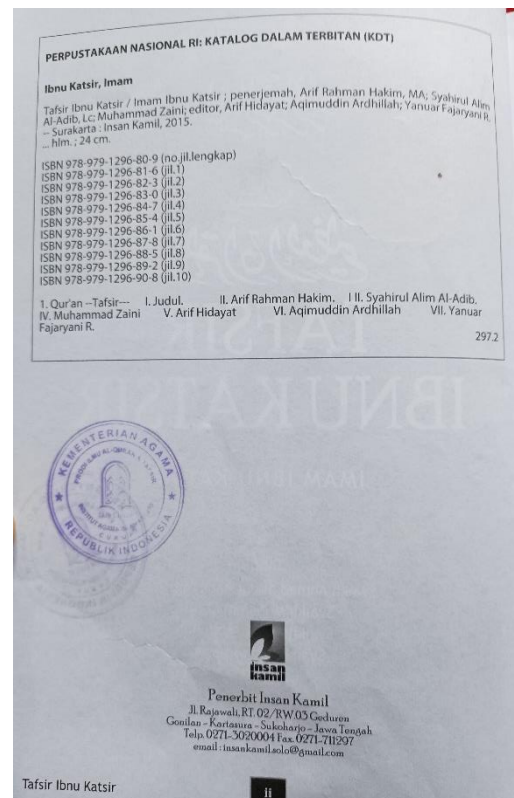 PERPUSTAKAAN NASIONAL RI: KATALOG DALAM TERBITAN (KDT)
Ibnu Katsir, Imam
Tafsir Ibnu Katsir / Imam Ibnu Katsir ; penerjemah, Arif Rahman Hakim, MA; Syahirul Alim
Al-Adib, Lc; Muhammad Zaini; editor, Arif Hidayat; Aqimuddin Ardhillah; Yanuar Fajaryani R.
-- Surakarta : Insan Kamil, 2015.
... hlm. ; 24 cm.
ISBN 978-979-1296-80-9 (no.jil.lengkap)
ISBN 978-979-1296-81-6 (jil.1)
ISBN 978-979-1296-82-3 (jil.2)
ISBN 978-979-1296-83-0 (jil.3)
ISBN 978-979-1296-84-7 (jil.4)
ISBN 978-979-1296-85-4 (jil.5)
ISBN 978-979-1296-86-1 (jil.6)
ISBN 978-979-1296-87-8 (jil.7)
ISBN 978-979-1296-88-5 (jil.8)
ISBN 978-979-1296-89-2 (jil.9)
ISBN 978-979-1296-90-8 (jil.10)
1. Qur'an --Tafsir--- I. Judul. II. Arif Rahman Hakim. I II. Syahirul Alim Al-Adib.
IV. Muhammad Zaini V. Arif Hidayat VI. Aqimuddin Ardhillah VII. Yanuar
Fajaryani R.
297.2
KEMENTERIAN AGAMA
REPUBLIK INDONESIA
insan
kamil
Penerbit Insan Kamil
Jl. Rajawali, RT. 02/RW.03 Geduren
Gonilan - Kartasura - Sukoharjo - Jawa Tengah
Telp. 0271-3020004 Fax. 0271-711297
email : insankamil.solo@gmail.com
Tafsir Ibnu Katsir
ii